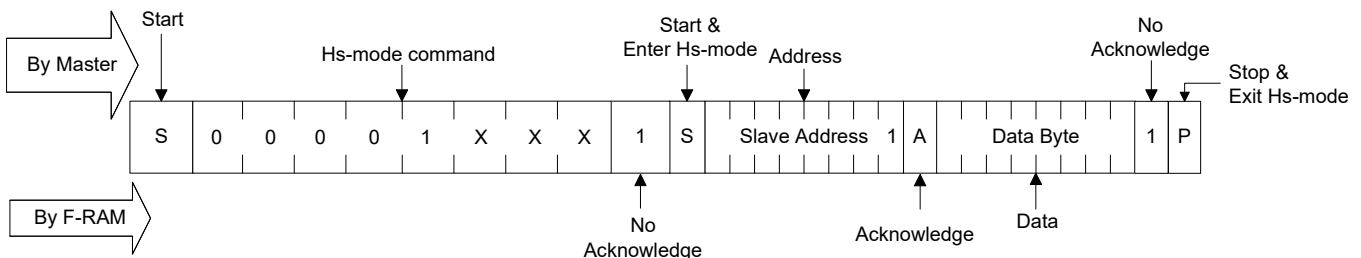 Start
Start &
Enter Hs-mode
No
Acknowledge
By Master
Hs-mode command
Address
Stop &
Exit Hs-mode
S 0 0 0 0 1 X X X 1 S Slave Address 1 A Data Byte 1 P
By F-RAM
No
Acknowledge
Acknowledge
Data